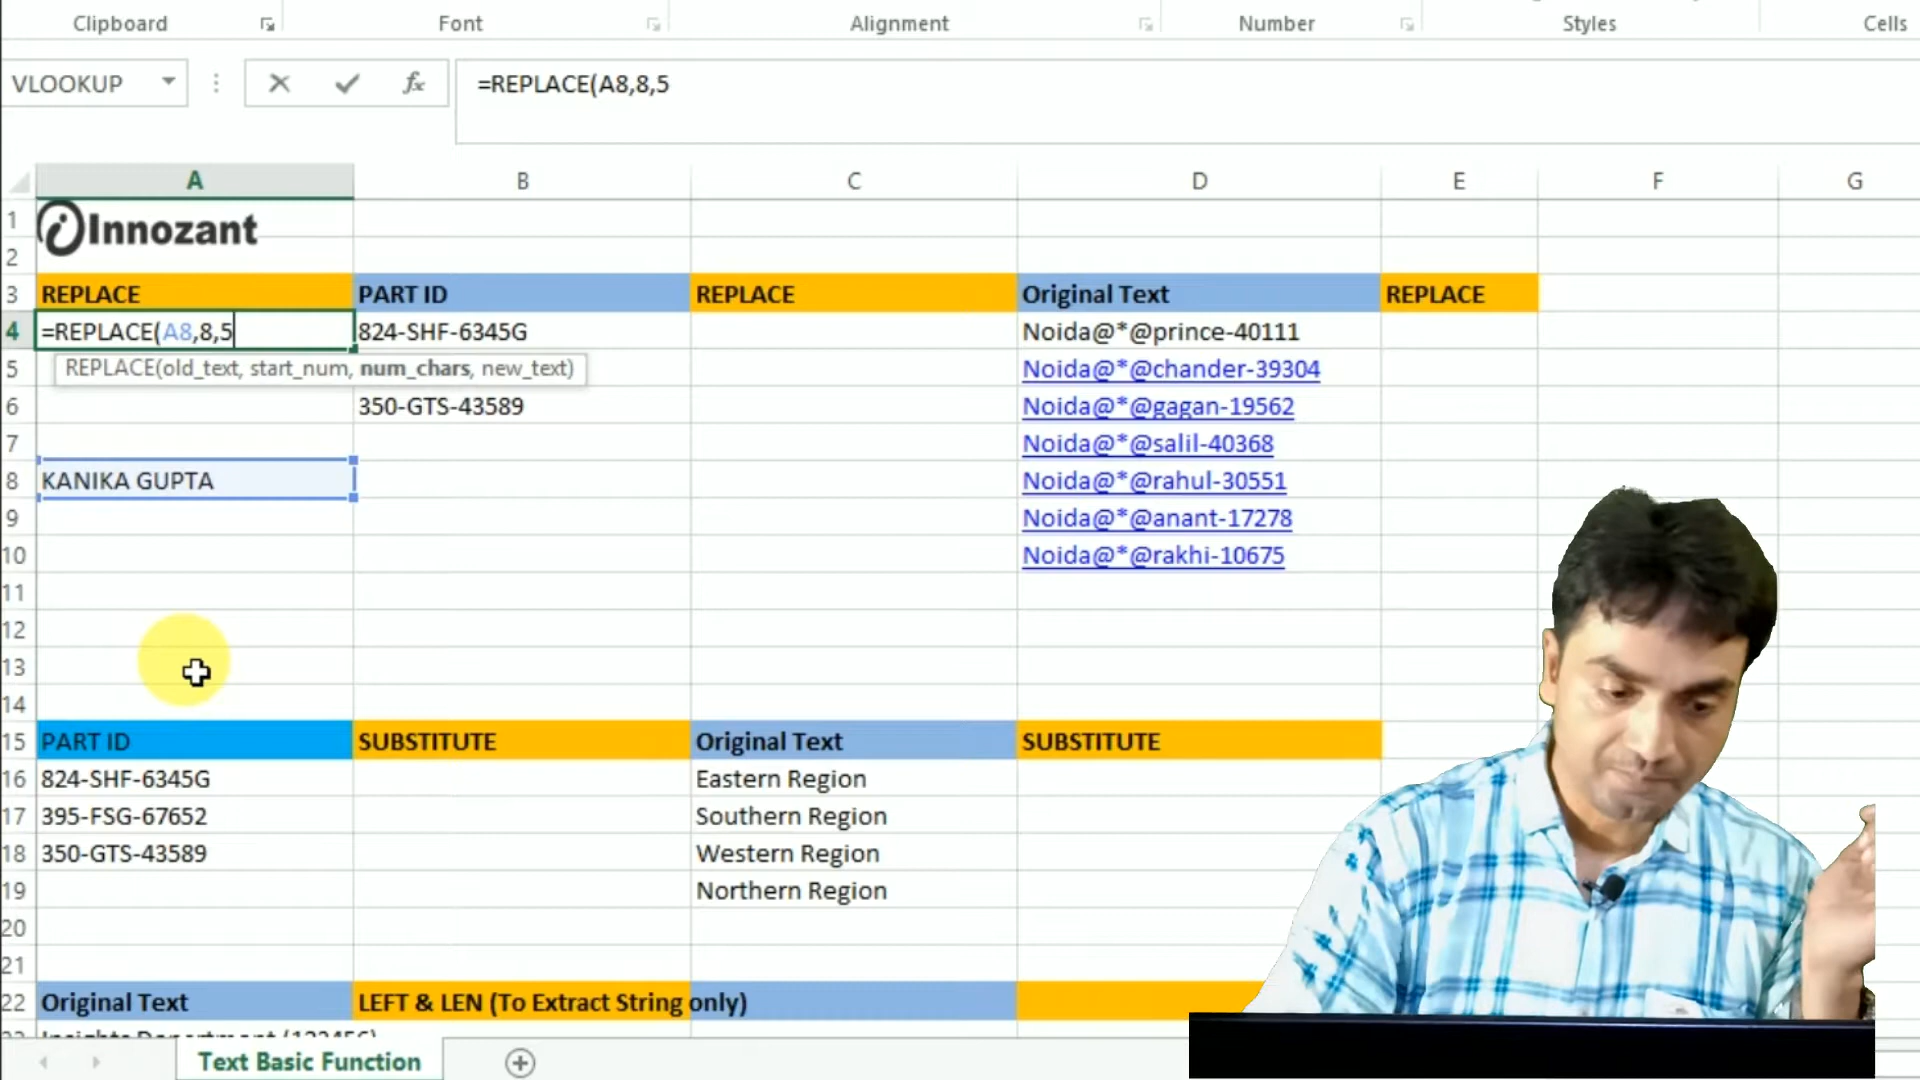 Clipboard Font Alignment Number Styles Cells
VLOOKUP fx =REPLACE(A8,8,5
A B C D E F G
1 Innozant
2
3 REPLACE PART ID REPLACE Original Text REPLACE
4 =REPLACE(A8,8,5 824-SHF-6345G Noida@*@prince-40111
5 REPLACE(old_text, start_num, num_chars, new_text) Noida@*@chander-39304
6 350-GTS-43589 Noida@*@gagan-19562
7 Noida@*@salil-40368
8 KANIKA GUPTA Noida@*@rahul-30551
9 Noida@*@anant-17278
10 Noida@*@rakhi-10675
11
12
13
14
15 PART ID SUBSTITUTE Original Text SUBSTITUTE
16 824-SHF-6345G Eastern Region
17 395-FSG-67652 Southern Region
18 350-GTS-43589 Western Region
19 Northern Region
20
21
22 Original Text LEFT & LEN (To Extract String only)
Text Basic Function